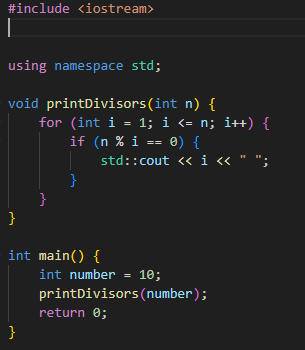 #include <iostream>
using namespace std;
void printDivisors(int n) {
    for (int i = 1; i <= n; i++) {
        if (n % i == 0) {
            std::cout << i << " ";
        }
    }
}
int main() {
    int number = 10;
    printDivisors(number);
    return 0;
}